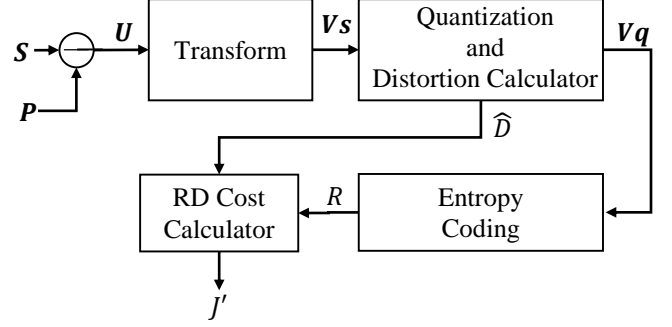 S
P
−
U
Transform
Vs
Quantization
and
Distortion Calculator
Vq
D̂
RD Cost
Calculator
R
Entropy
Coding
J′